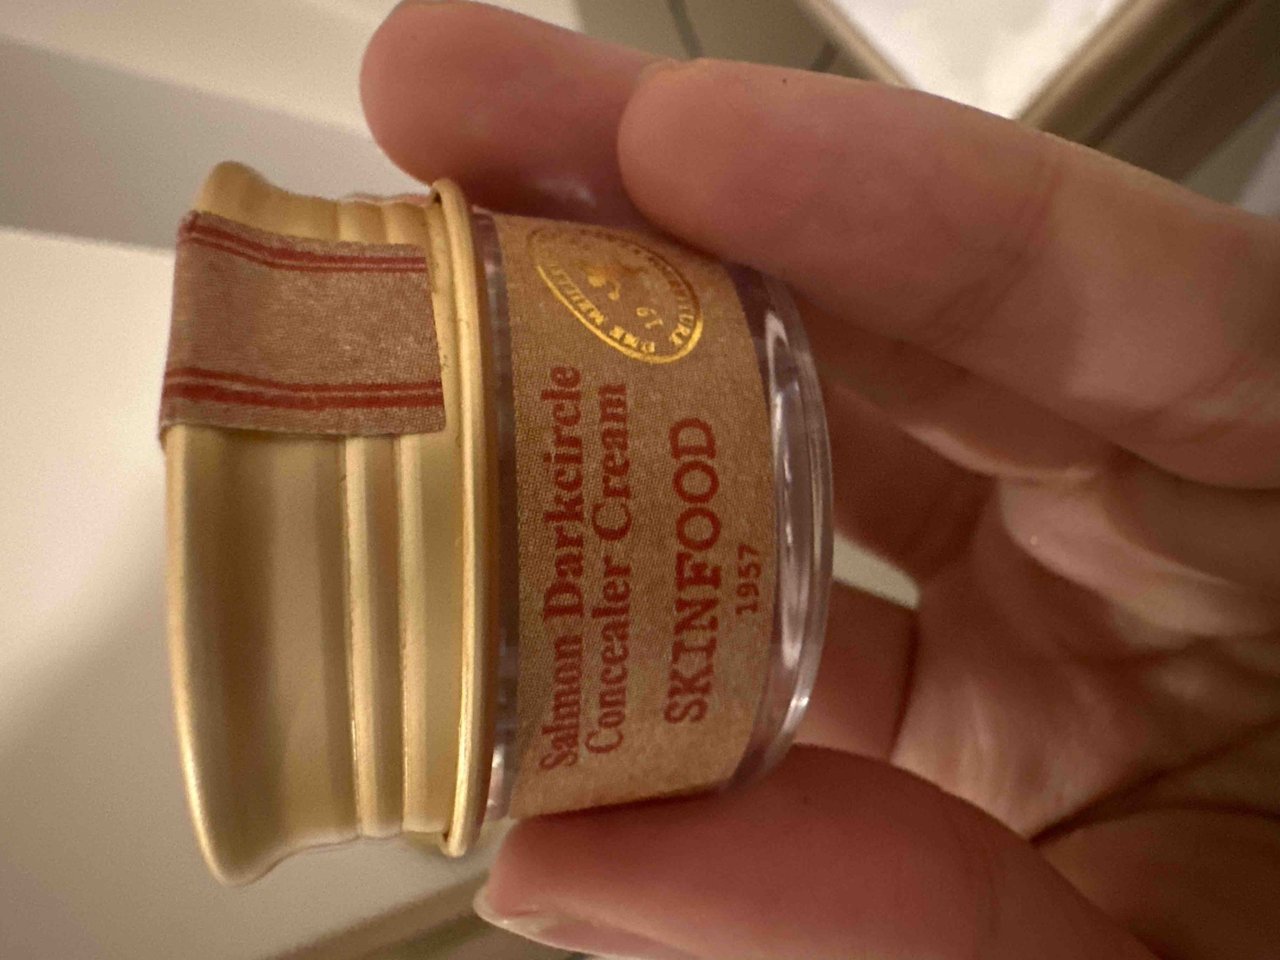 Salmon Darkcircle
Concealer Cream
SKINFOOD
1957